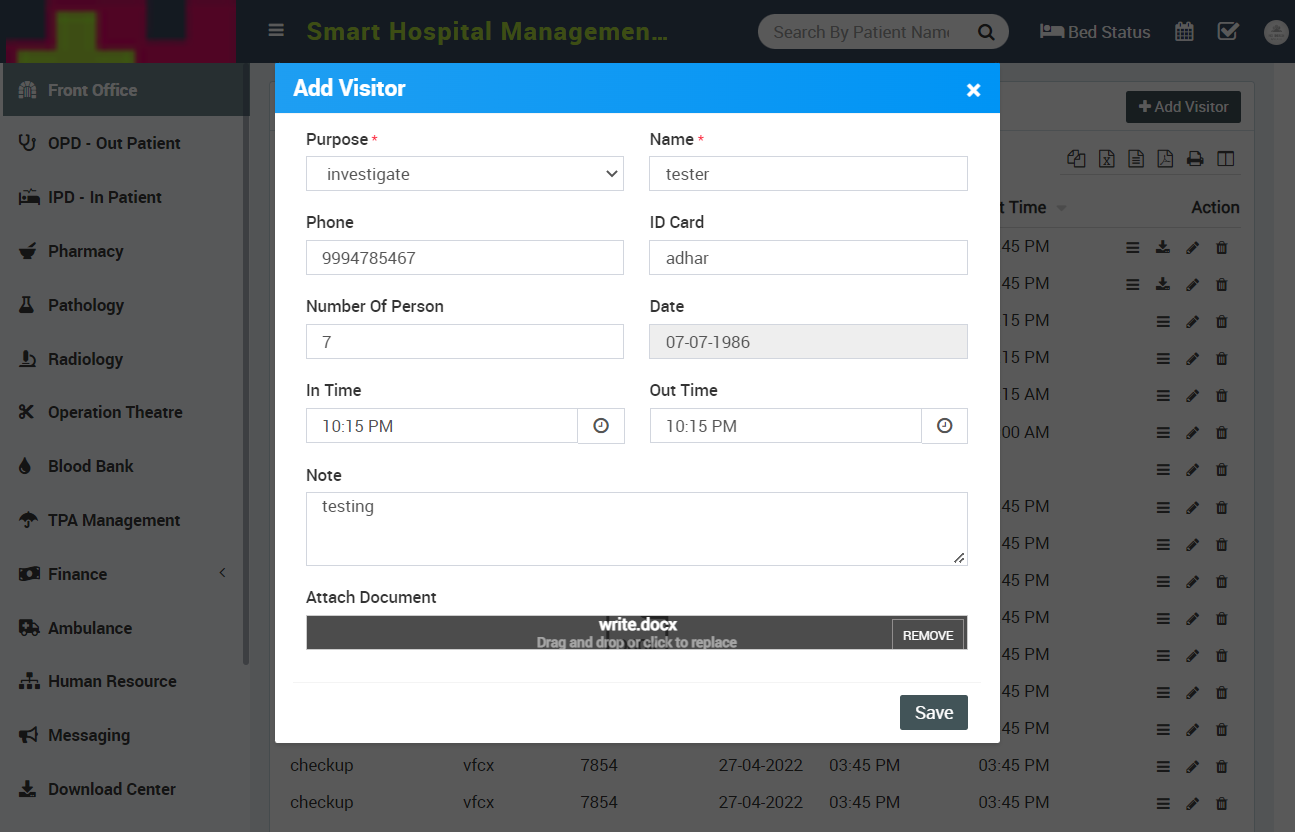 Smart Hospital Managemen...
Search By Patient Name
Bed Status
Front Office
OPD - Out Patient
IPD - In Patient
Pharmacy
Pathology
Radiology
Operation Theatre
Blood Bank
TPA Management
Finance
Ambulance
Human Resource
Messaging
Download Center
Add Visitor
×
Purpose * Name *
investigate tester
Phone ID Card
9994785467 adhar
Number Of Person Date
7 07-07-1986
In Time Out Time
10:15 PM 10:15 PM
Note
testing
Attach Document
write.docx
Drag and drop or click to replace
REMOVE
Save
+ Add Visitor
t Time Action
45 PM
45 PM
15 PM
15 PM
15 AM
00 AM
45 PM
45 PM
45 PM
45 PM
45 PM
45 PM
45 PM
checkup vfcx 7854 27-04-2022 03:45 PM 03:45 PM
checkup vfcx 7854 27-04-2022 03:45 PM 03:45 PM